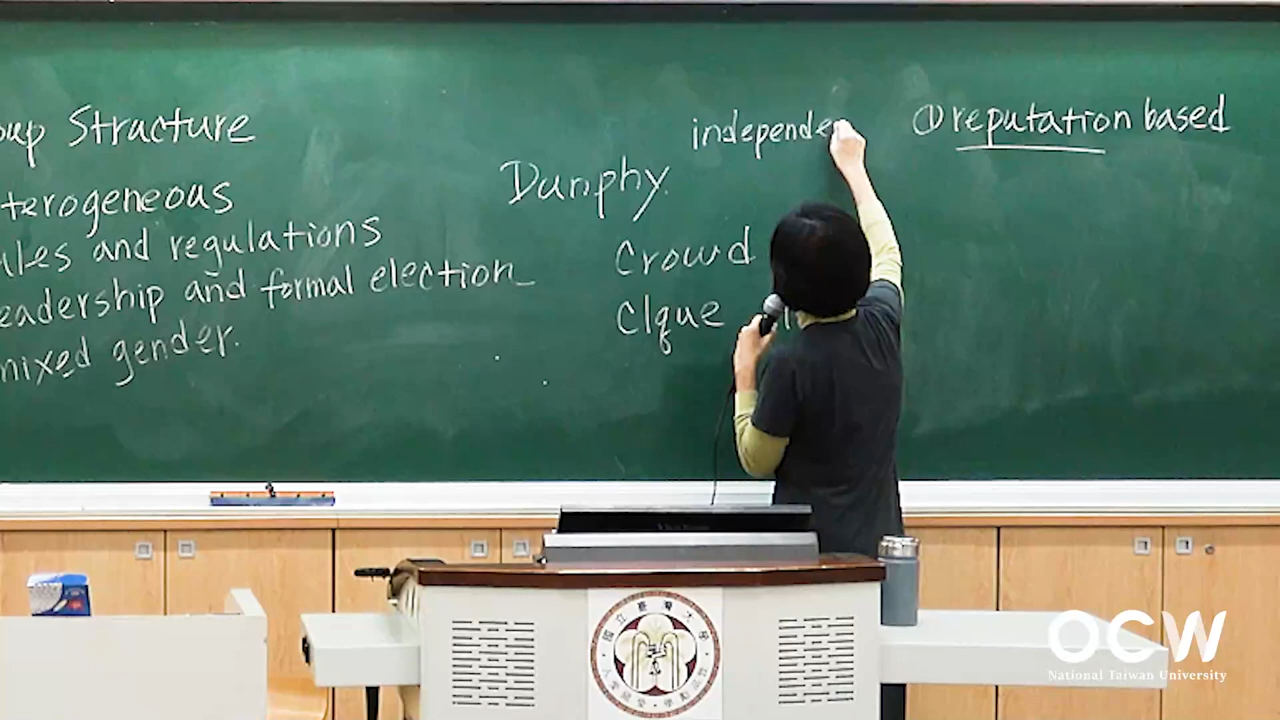 oup Structure
terogeneous
ules and regulations
eadership and formal election
mixed gender.
Dunphy.
Crowd
Clque
independe
① reputation based
OCW
National Taiwan University